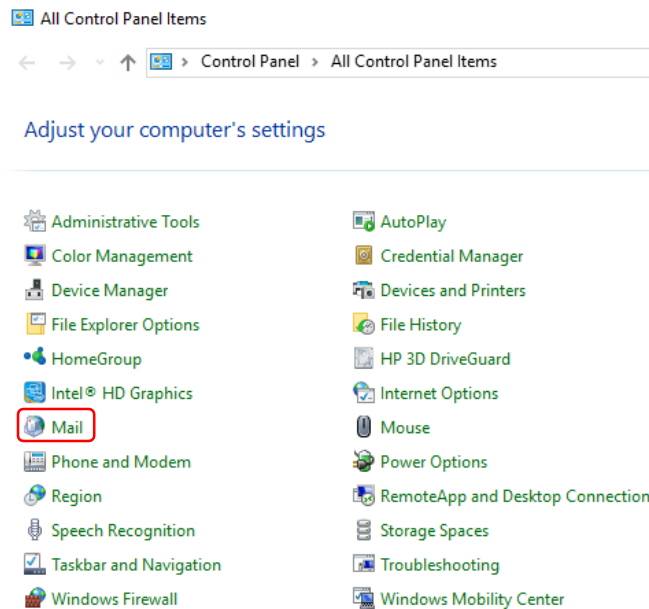 All Control Panel Items
Control Panel > All Control Panel Items
Adjust your computer's settings
Administrative Tools
AutoPlay
Color Management
Credential Manager
Device Manager
Devices and Printers
File Explorer Options
File History
HomeGroup
HP 3D DriveGuard
Intel® HD Graphics
Internet Options
Mail
Mouse
Phone and Modem
Power Options
Region
RemoteApp and Desktop Connection
Speech Recognition
Storage Spaces
Taskbar and Navigation
Troubleshooting
Windows Firewall
Windows Mobility Center